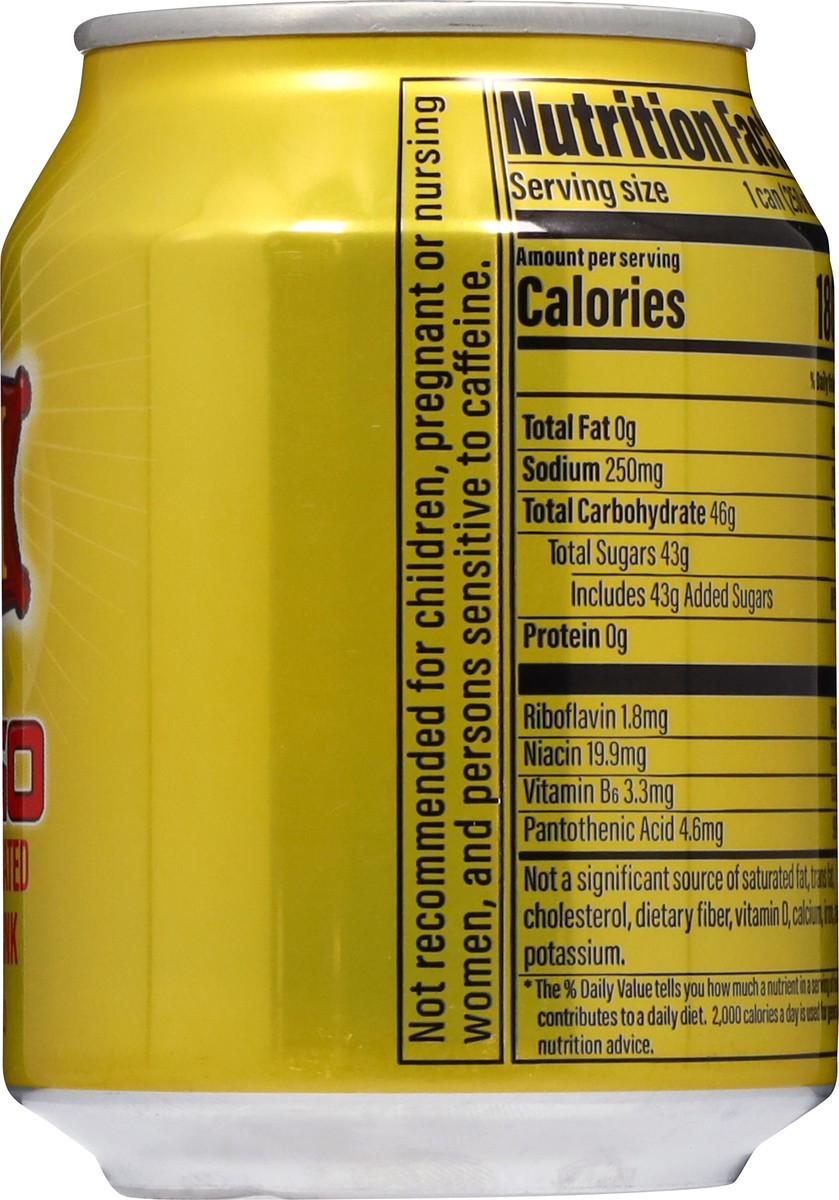 Not recommended for children, pregnant or nursing
women, and persons sensitive to caffeine.
Nutrition
Serving size 1 can
Amount per serving
Calories
Total Fat 0g
Sodium 250mg
Total Carbohydrate 46g
Total Sugars 43g
Includes 43g Added Sugars
Protein 0g
Riboflavin 1.8mg
Niacin 19.9mg
Vitamin B6 3.3mg
Pantothenic Acid 4.6mg
Not a significant source of saturated fat, trans
cholesterol, dietary fiber, vitamin D, calcium,
potassium.
* The % Daily Value tells you how much a nutrient in a
contributes to a daily diet. 2,000 calories a day is used
nutrition advice.